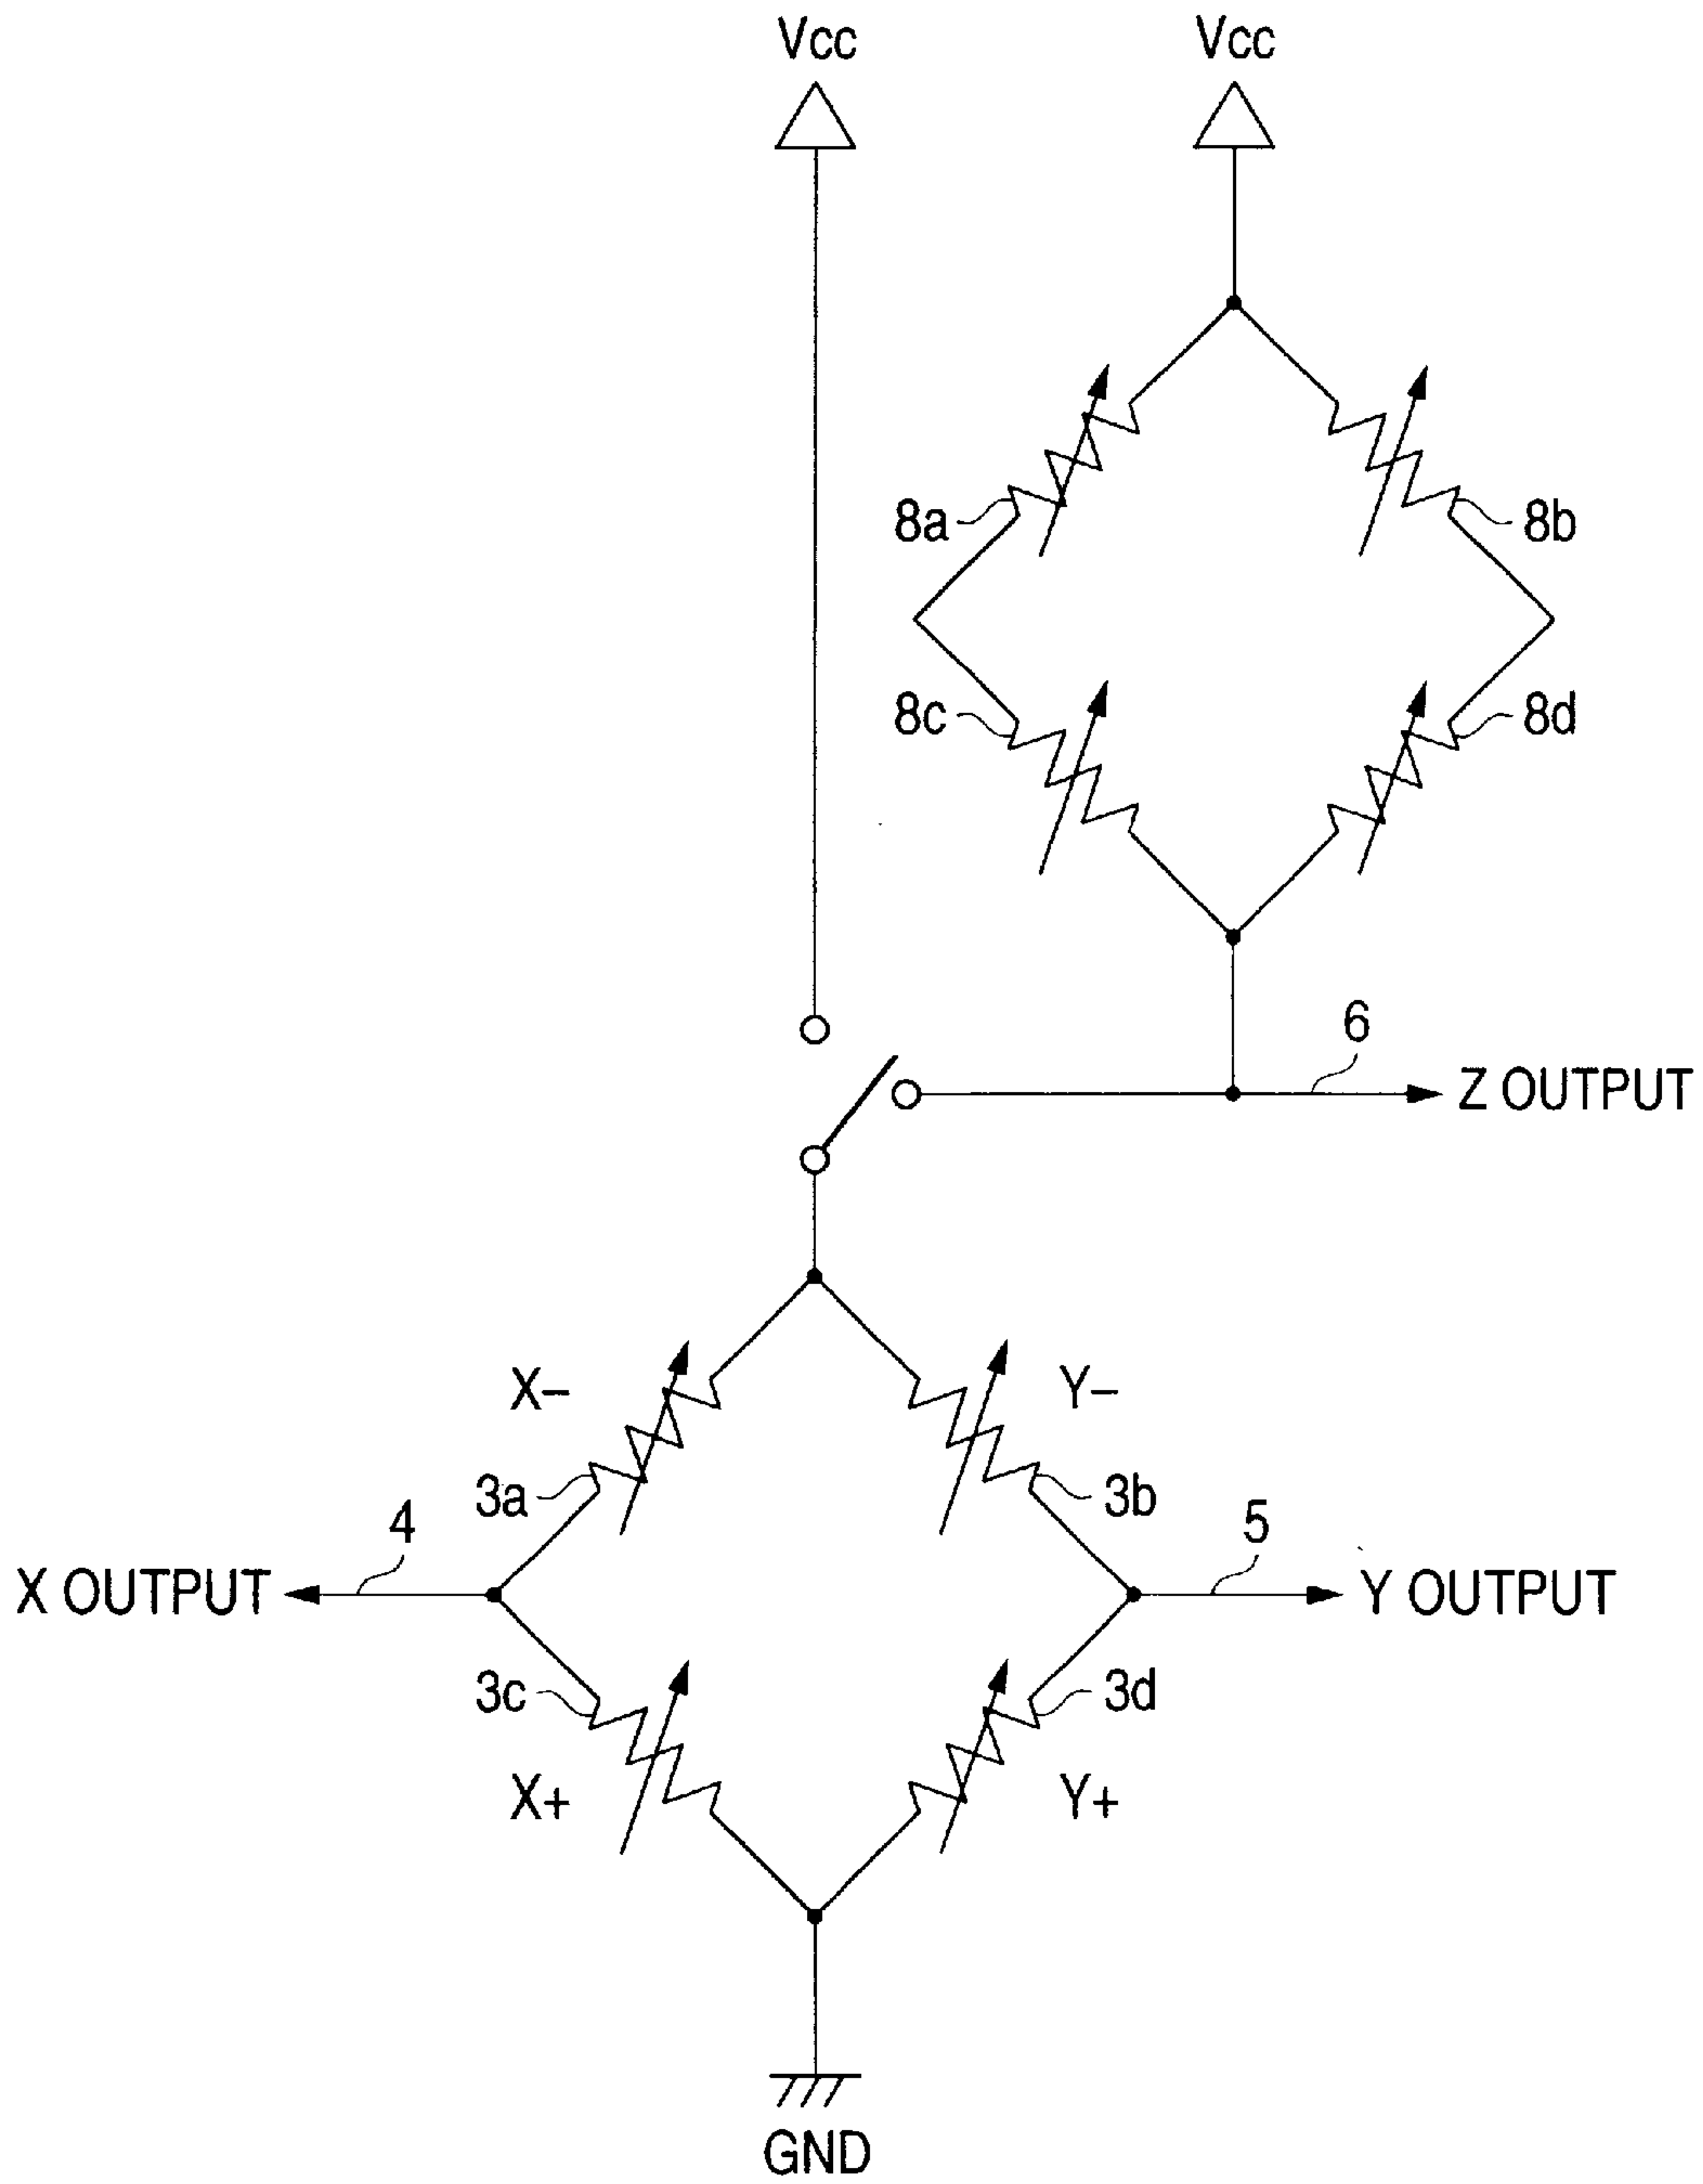 Vcc Vcc
8a 8b
8c 8d
6
Z OUTPUT
X− Y−
3a 3b
4 5
X OUTPUT Y OUTPUT
3c 3d
X+ Y+
GND